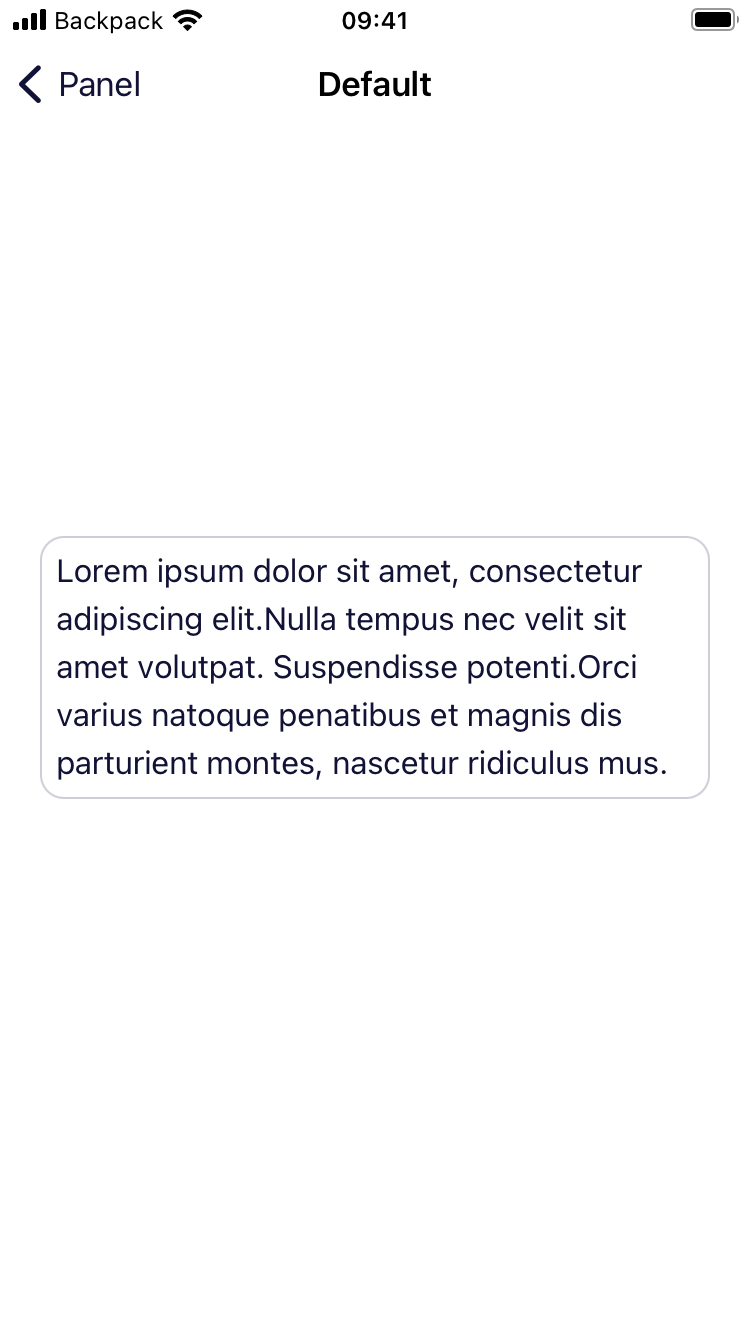 Backpack 09:41
Panel Default
Lorem ipsum dolor sit amet, consectetur
adipiscing elit.Nulla tempus nec velit sit
amet volutpat. Suspendisse potenti.Orci
varius natoque penatibus et magnis dis
parturient montes, nascetur ridiculus mus.